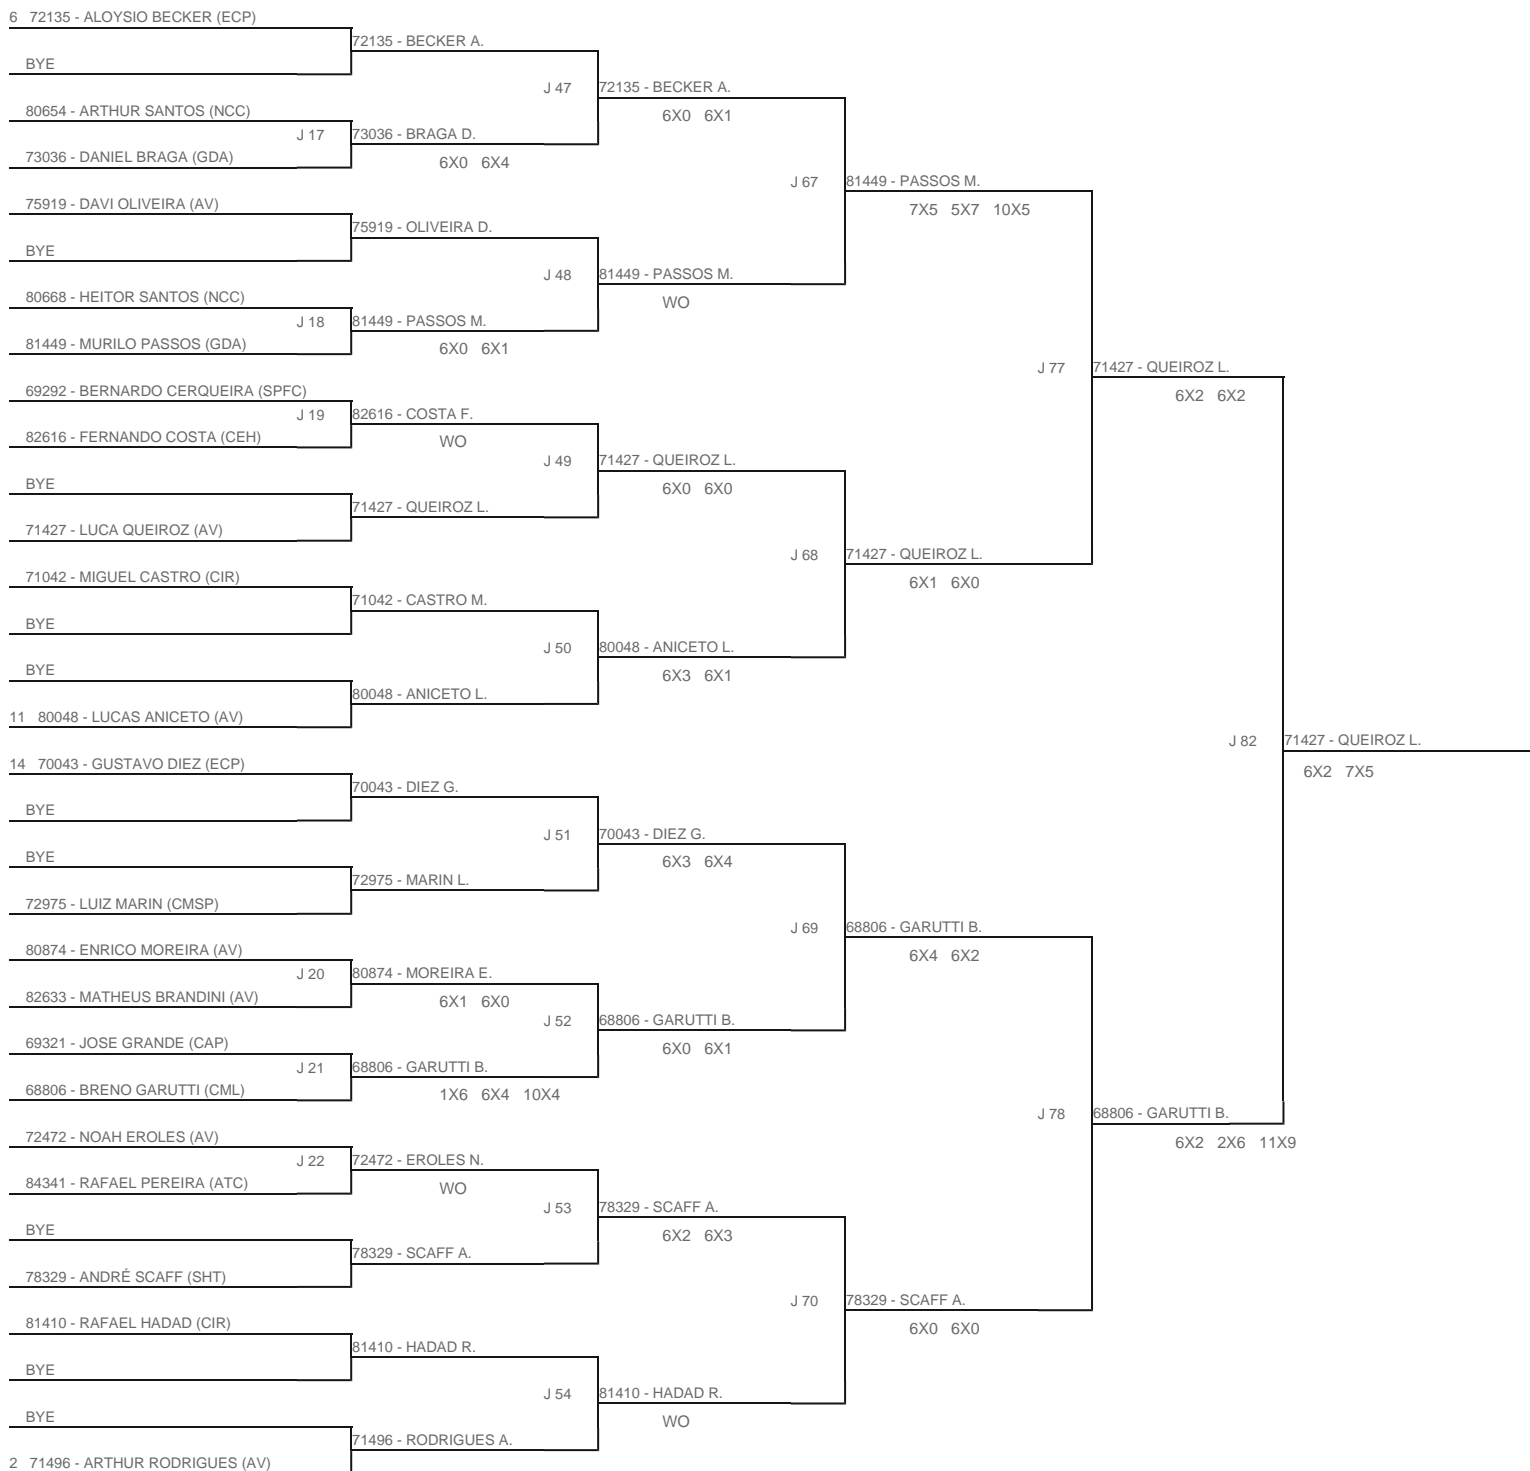 6 72135 - ALOYSIO BECKER (ECP)
72135 - BECKER A.
BYE
J 47 72135 - BECKER A.
80654 - ARTHUR SANTOS (NCC)
6X0 6X1
J 17 73036 - BRAGA D.
73036 - DANIEL BRAGA (GDA)
6X0 6X4
J 67 81449 - PASSOS M.
75919 - DAVI OLIVEIRA (AV)
7X5 5X7 10X5
75919 - OLIVEIRA D.
BYE
J 48 81449 - PASSOS M.
80668 - HEITOR SANTOS (NCC)
WO
J 18 81449 - PASSOS M.
81449 - MURILO PASSOS (GDA)
6X0 6X1
J 77 71427 - QUEIROZ L.
69292 - BERNARDO CERQUEIRA (SPFC)
6X2 6X2
J 19 82616 - COSTA F.
82616 - FERNANDO COSTA (CEH)
WO
J 49 71427 - QUEIROZ L.
BYE
6X0 6X0
71427 - QUEIROZ L.
71427 - LUCA QUEIROZ (AV)
J 68 71427 - QUEIROZ L.
71042 - MIGUEL CASTRO (CIR)
6X1 6X0
71042 - CASTRO M.
BYE
J 50 80048 - ANICETO L.
BYE
6X3 6X1
80048 - ANICETO L.
11 80048 - LUCAS ANICETO (AV)
J 82 71427 - QUEIROZ L.
14 70043 - GUSTAVO DIEZ (ECP)
6X2 7X5
70043 - DIEZ G.
BYE
J 51 70043 - DIEZ G.
BYE
6X3 6X4
72975 - MARIN L.
72975 - LUIZ MARIN (CMSP)
J 69 68806 - GARUTTI B.
80874 - ENRICO MOREIRA (AV)
6X4 6X2
J 20 80874 - MOREIRA E.
82633 - MATHEUS BRANDINI (AV)
6X1 6X0
J 52 68806 - GARUTTI B.
69321 - JOSE GRANDE (CAP)
6X0 6X1
J 21 68806 - GARUTTI B.
68806 - BRENO GARUTTI (CML)
1X6 6X4 10X4
J 78 68806 - GARUTTI B.
72472 - NOAH EROLES (AV)
6X2 2X6 11X9
J 22 72472 - EROLES N.
84341 - RAFAEL PEREIRA (ATC)
WO
J 53 78329 - SCAFF A.
BYE
6X2 6X3
78329 - SCAFF A.
78329 - ANDRÉ SCAFF (SHT)
J 70 78329 - SCAFF A.
81410 - RAFAEL HADAD (CIR)
6X0 6X0
81410 - HADAD R.
BYE
J 54 81410 - HADAD R.
BYE
WO
71496 - RODRIGUES A.
2 71496 - ARTHUR RODRIGUES (AV)